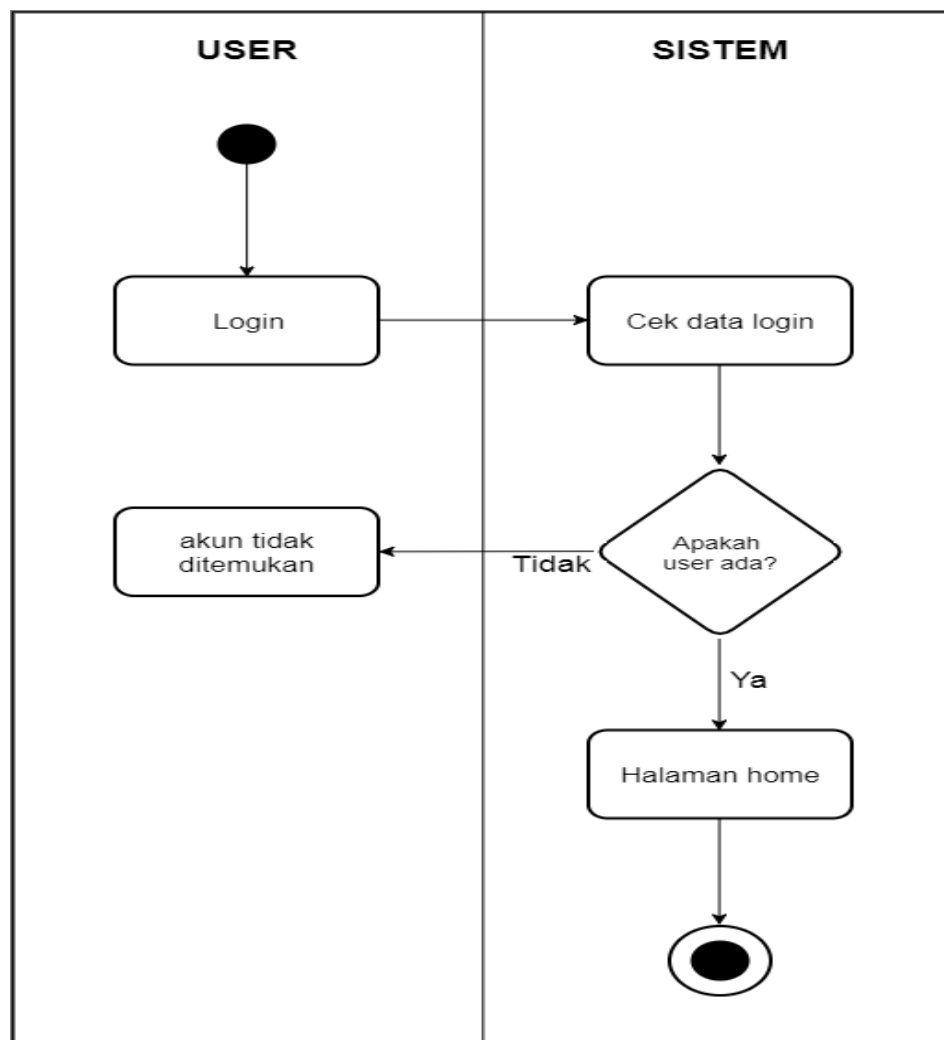 USER
SISTEM
Login
Cek data login
akun tidak
ditemukan
Tidak
Apakah
user ada?
Ya
Halaman home